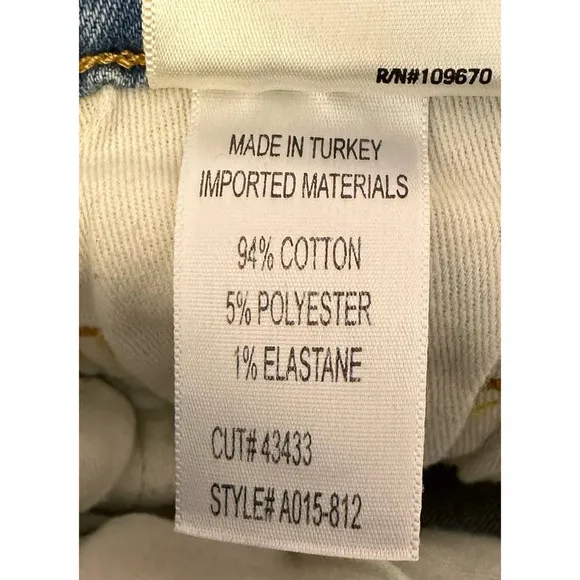 R/N#109670
MADE IN TURKEY
IMPORTED MATERIALS
94% COTTON
5% POLYESTER
1% ELASTANE
CUT# 43433
STYLE# A015-812